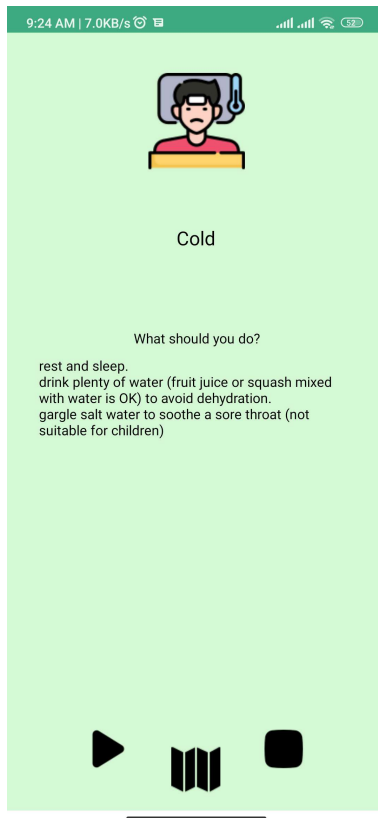 9:24 AM | 7.0KB/s
52
Cold
What should you do?
rest and sleep.
drink plenty of water (fruit juice or squash mixed
with water is OK) to avoid dehydration.
gargle salt water to soothe a sore throat (not
suitable for children)